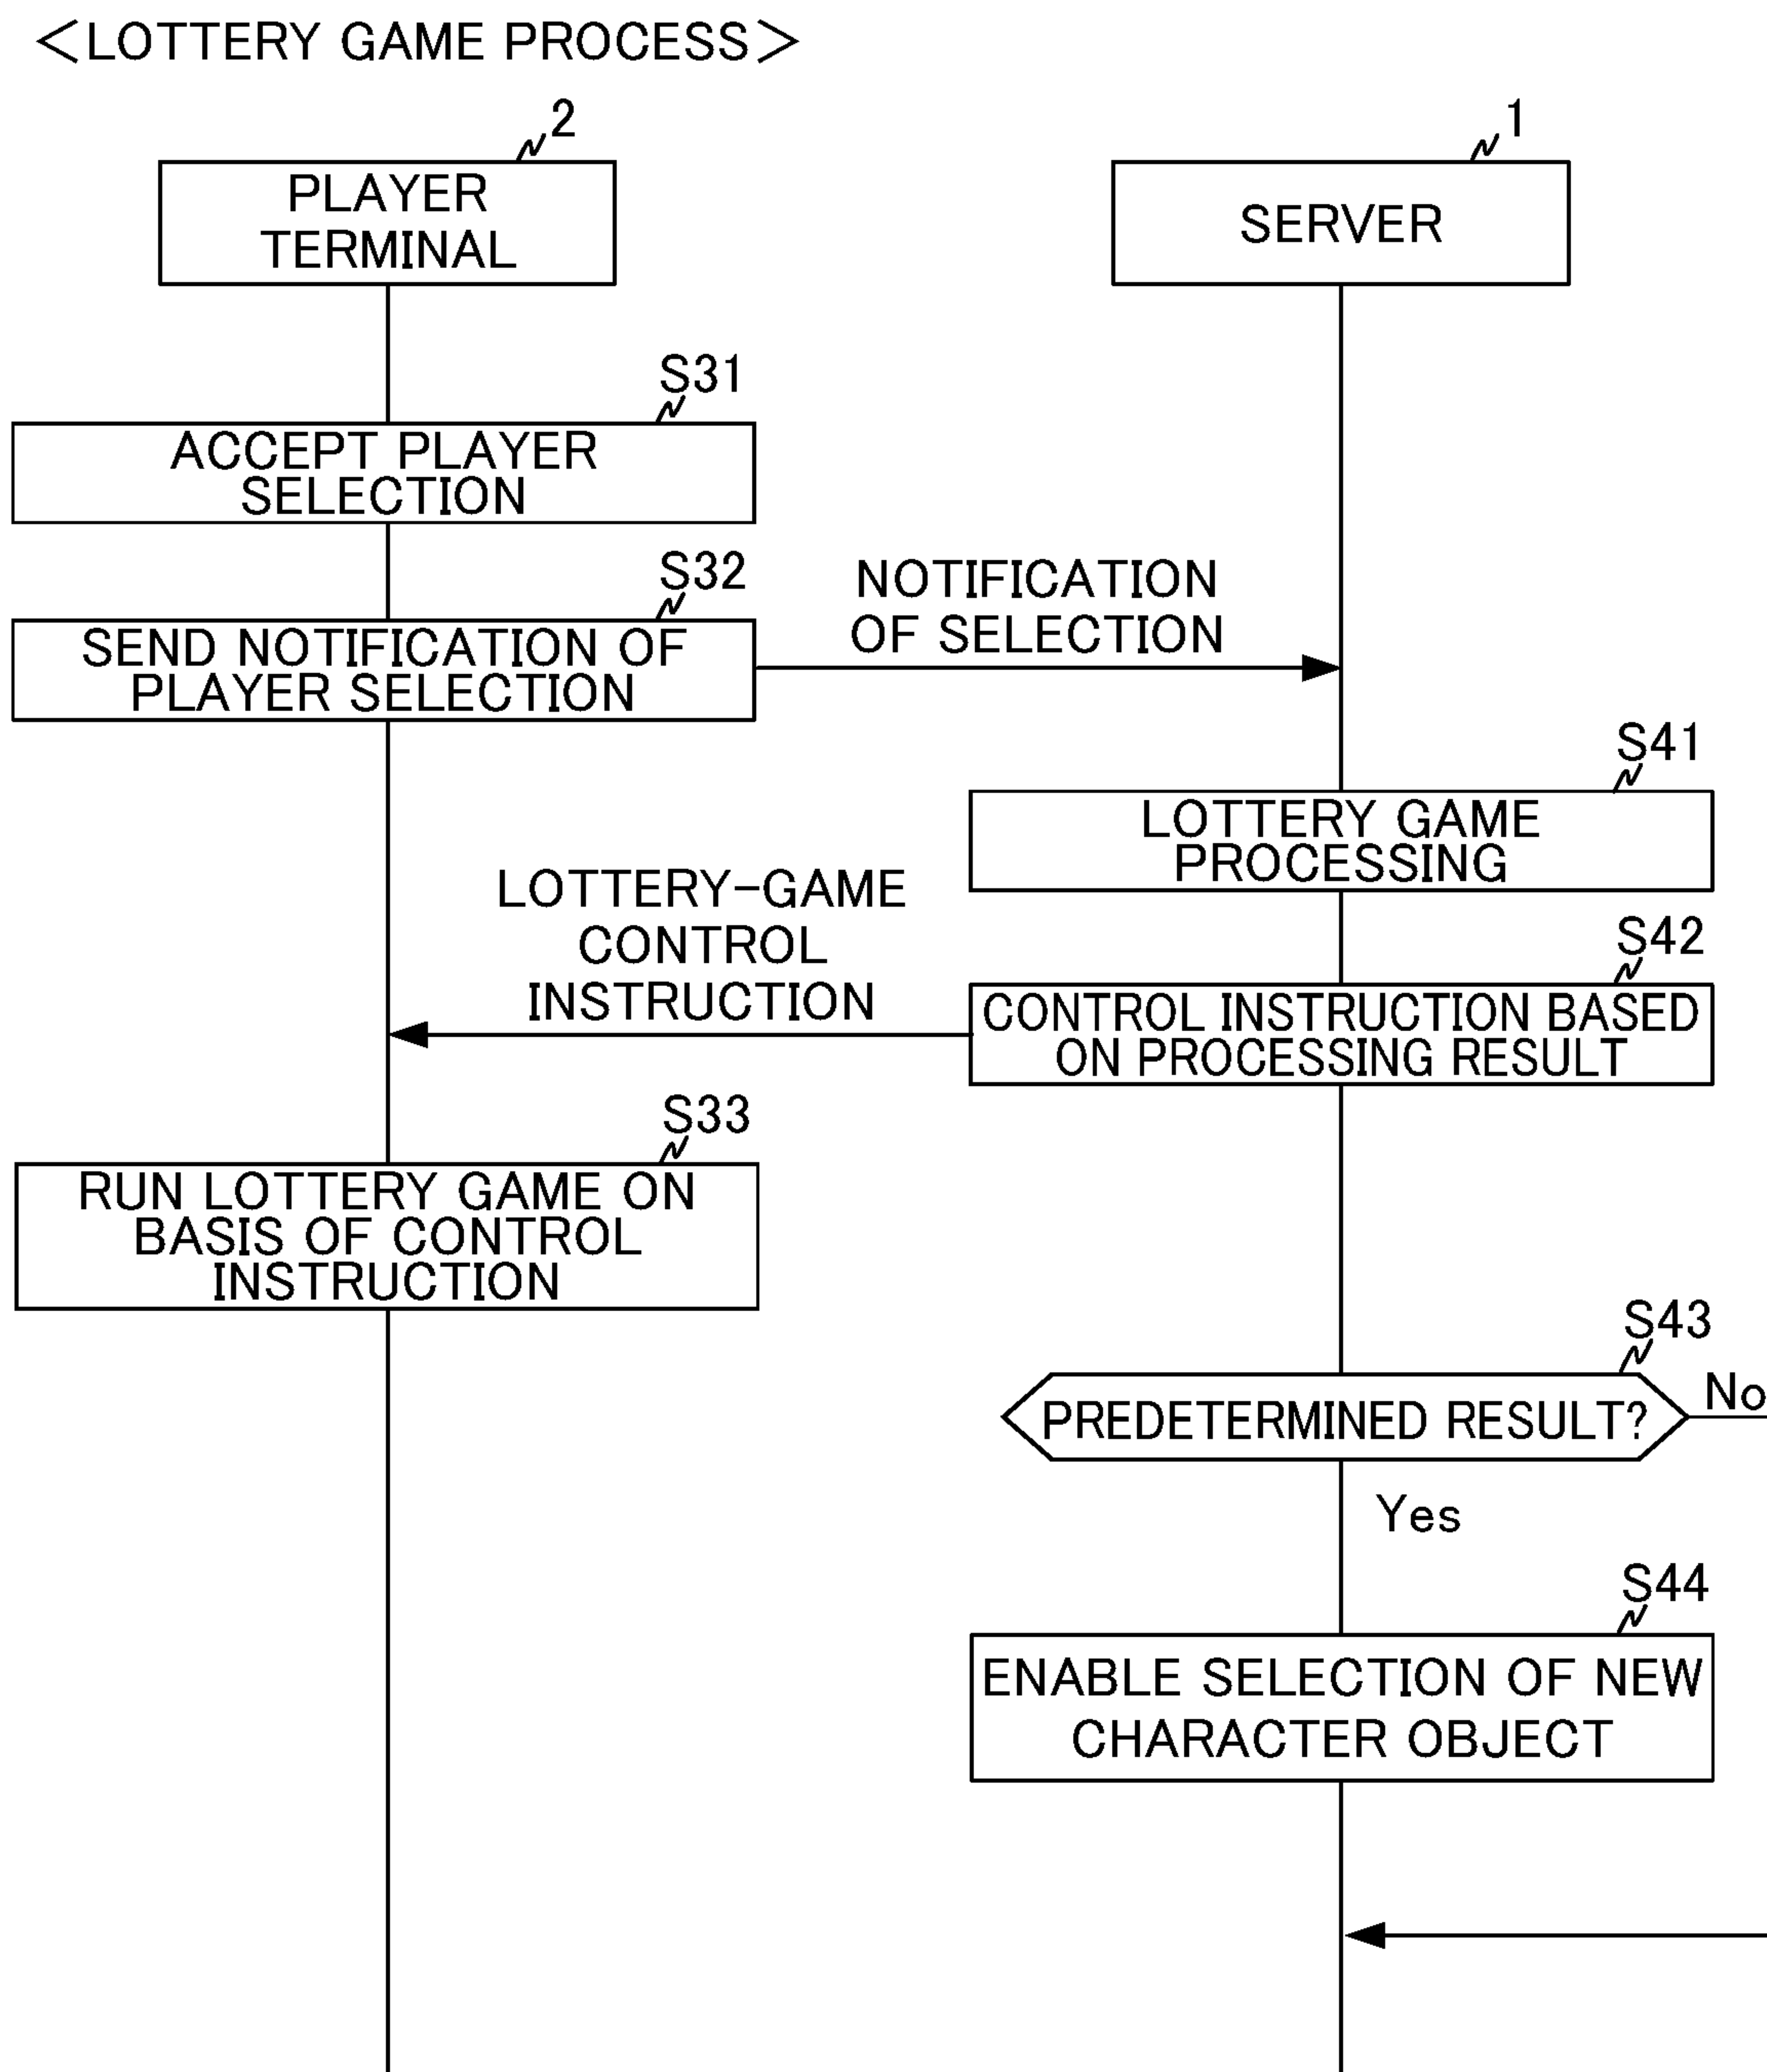 <LOTTERY GAME PROCESS>
2
1
PLAYER
TERMINAL
SERVER
S31
ACCEPT PLAYER
SELECTION
S32
SEND NOTIFICATION OF
PLAYER SELECTION
NOTIFICATION
OF SELECTION
S41
LOTTERY GAME
PROCESSING
LOTTERY-GAME
CONTROL
INSTRUCTION
S42
CONTROL INSTRUCTION BASED
ON PROCESSING RESULT
S33
RUN LOTTERY GAME ON
BASIS OF CONTROL
INSTRUCTION
S43
PREDETERMINED RESULT?
No
Yes
S44
ENABLE SELECTION OF NEW
CHARACTER OBJECT